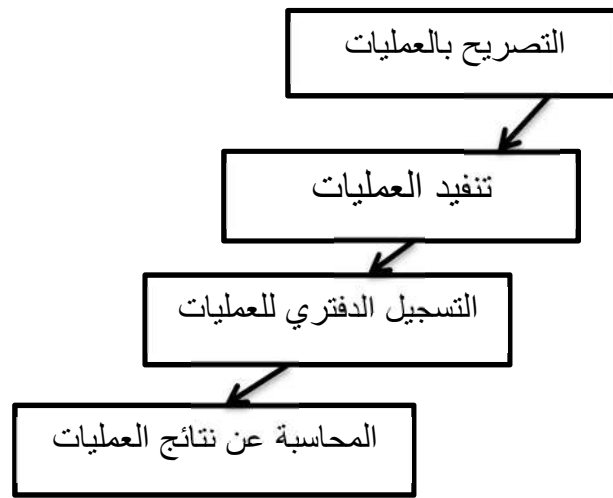 التصريح بالعمليات
تنفيد العمليات
التسجيل الدفتري للعمليات
المحاسبة عن نتائج العمليات